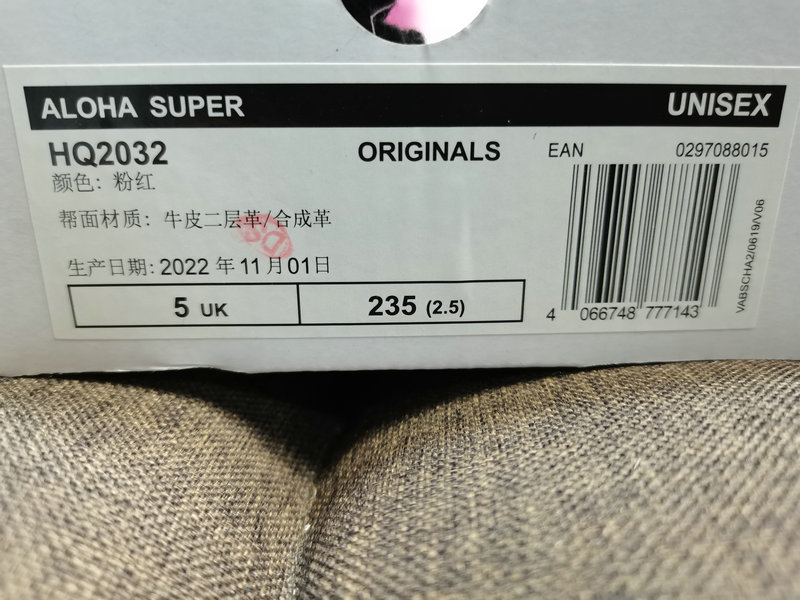 ALOHA SUPER UNISEX
HQ2032 ORIGINALS EAN 0297088015
颜色: 粉红
帮面材质: 牛皮二层革/合成革
生产日期: 2022 年 11 月 01日
5 UK 235 (2.5)
4 066748 777143
VABSCHA2/0619/V06